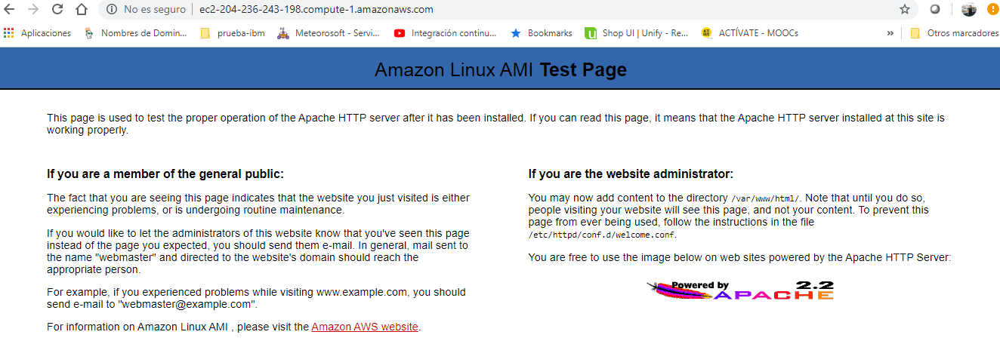 No es seguro | ec2-204-236-243-198.compute-1.amazonaws.com
Aplicaciones Nombres de Domin... prueba-ibm Meteorosoft - Servi... Integración continu... Bookmarks Shop UI | Unify - Re... ACTÍVATE - MOOCs » Otros marcadores
Amazon Linux AMI Test Page
This page is used to test the proper operation of the Apache HTTP server after it has been installed. If you can read this page, it means that the Apache HTTP server installed at this site is
working properly.
If you are a member of the general public:
The fact that you are seeing this page indicates that the website you just visited is either
experiencing problems, or is undergoing routine maintenance.
If you would like to let the administrators of this website know that you've seen this page
instead of the page you expected, you should send them e-mail. In general, mail sent to
the name "webmaster" and directed to the website's domain should reach the
appropriate person.
For example, if you experienced problems while visiting www.example.com, you should
send e-mail to "webmaster@example.com".
For information on Amazon Linux AMI , please visit the Amazon AWS website.
If you are the website administrator:
You may now add content to the directory /var/www/html/. Note that until you do so,
people visiting your website will see this page, and not your content. To prevent this
page from ever being used, follow the instructions in the file
/etc/httpd/conf.d/welcome.conf.
You are free to use the image below on web sites powered by the Apache HTTP Server:
Powered by 2.2
APACHE